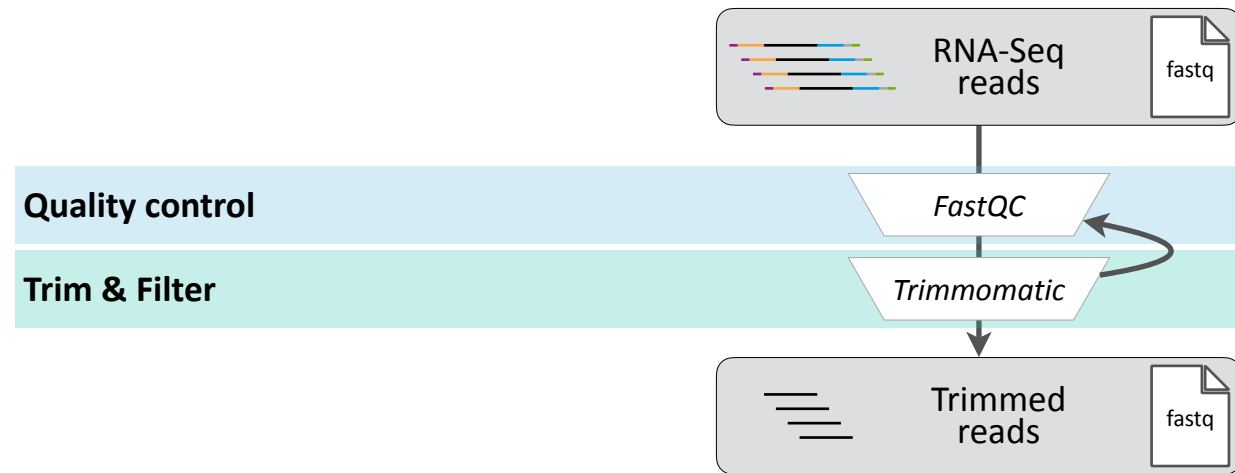 RNA-Seq
reads
fastq
Quality control
FastQC
Trim & Filter
Trimmomatic
Trimmed
reads
fastq